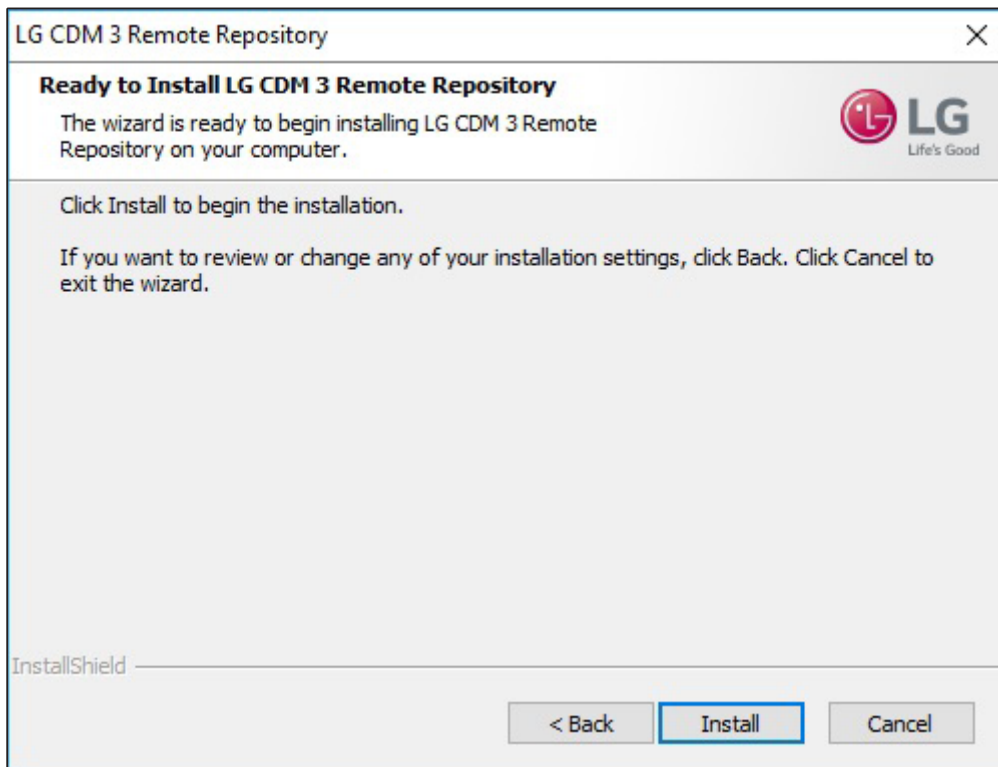 LG CDM 3 Remote Repository
Ready to Install LG CDM 3 Remote Repository
The wizard is ready to begin installing LG CDM 3 Remote
Repository on your computer.
LG
Life's Good
Click Install to begin the installation.
If you want to review or change any of your installation settings, click Back. Click Cancel to
exit the wizard.
InstallShield
< Back
Install
Cancel